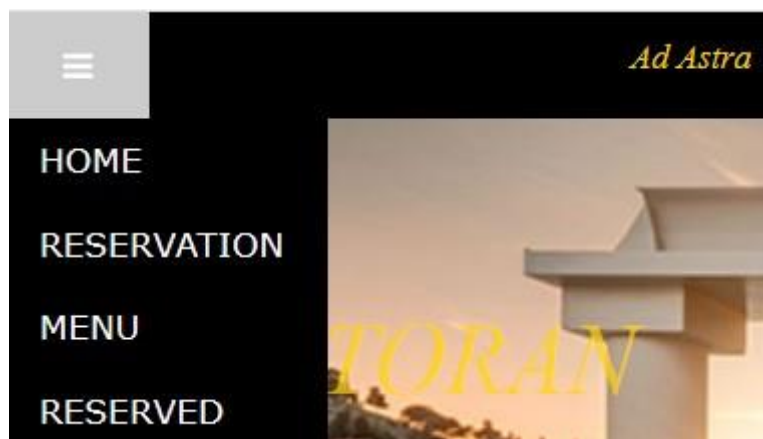 Ad Astra
HOME
RESERVATION
MENU
TORAN
RESERVED